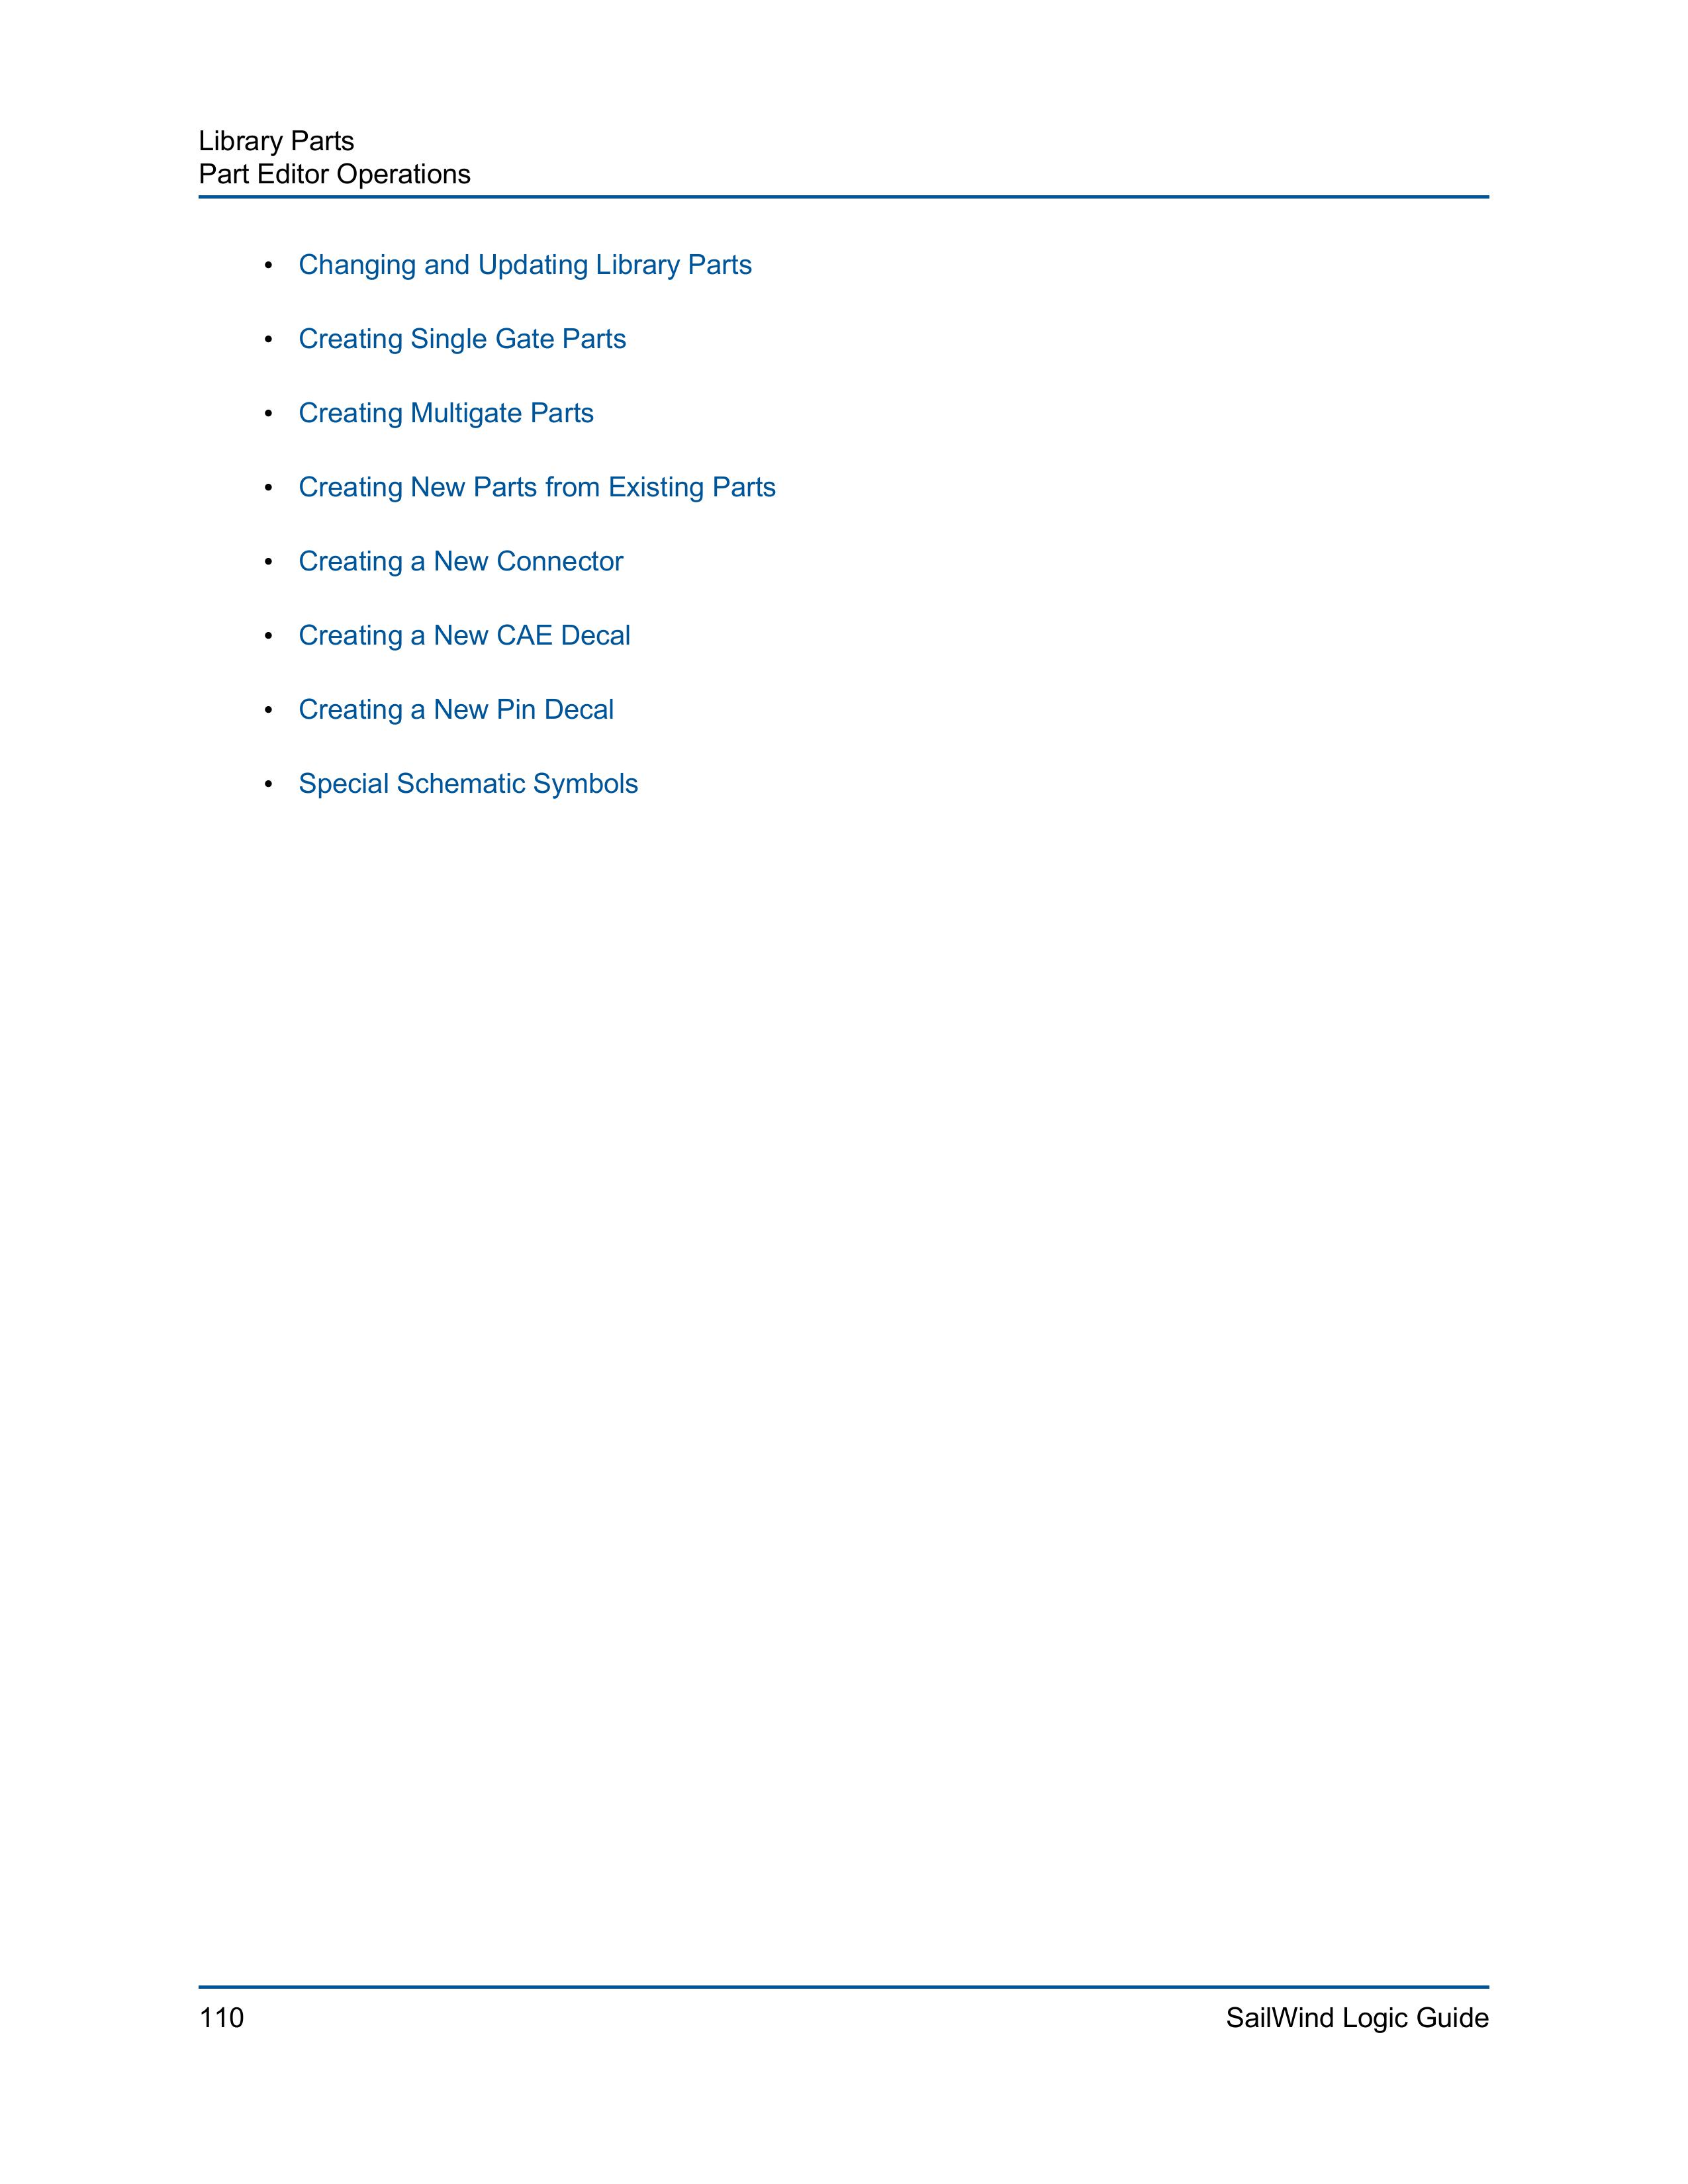 Library Parts
Part Editor Operations
• Changing and Updating Library Parts
• Creating Single Gate Parts
• Creating Multigate Parts
• Creating New Parts from Existing Parts
• Creating a New Connector
• Creating a New CAE Decal
• Creating a New Pin Decal
• Special Schematic Symbols
110 SailWind Logic Guide